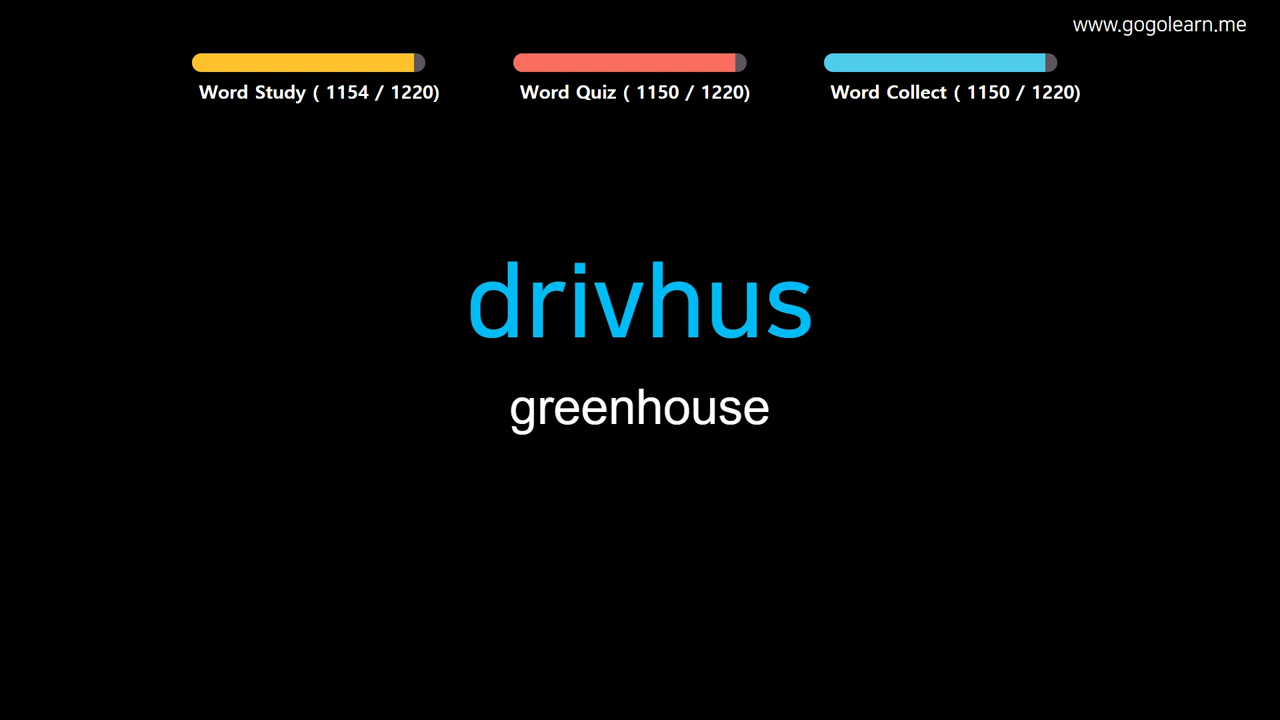 www.gogolearn.me
Word Study ( 1154 / 1220)
Word Quiz ( 1150 / 1220)
Word Collect ( 1150 / 1220)
drivhus
greenhouse